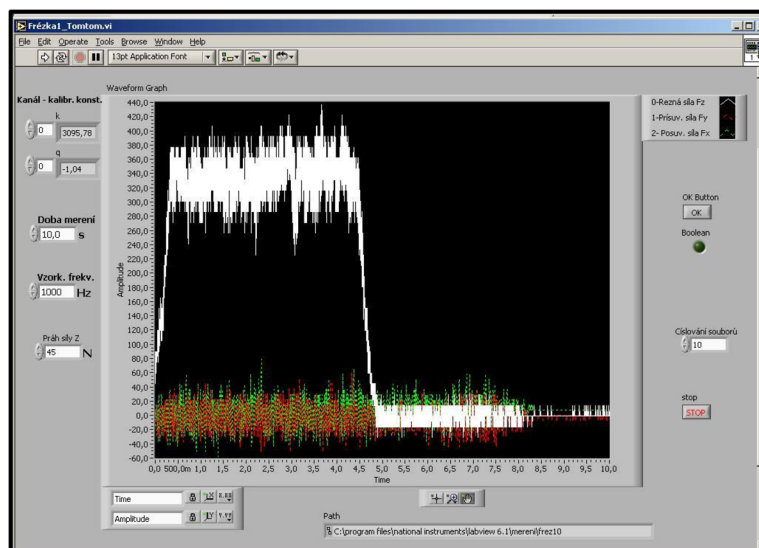 Frézka1_Tomtom.vi
File Edit Operate Tools Browse Window Help
13pt Application Font
Waveform Graph
Kanál - kalibr. konst.
k
0 3095,78
q
0 -1,04
Doba merení
10,0 s
Vzork. frekv.
1000 Hz
Práh síly Z
45 N
Amplitude
440,0
420,0
400,0
380,0
360,0
340,0
320,0
300,0
280,0
260,0
240,0
220,0
200,0
180,0
160,0
140,0
120,0
100,0
80,0
60,0
40,0
20,0
0,0
-20,0
-40,0
-60,0
0,0 500,0m 1,0 1,5 2,0 2,5 3,0 3,5 4,0 4,5 5,0 5,5 6,0 6,5 7,0 7,5 8,0 8,5 9,0 9,5 10,0
Time
0-Rezná síla Fz
1-Prísuv. síla Fy
2- Posuv. síla Fx
OK Button
OK
Boolean
Císlování souboru
10
stop
STOP
Time
Amplitude
Path
C:\program files\national instruments\labview 6.1\mereni\frez10